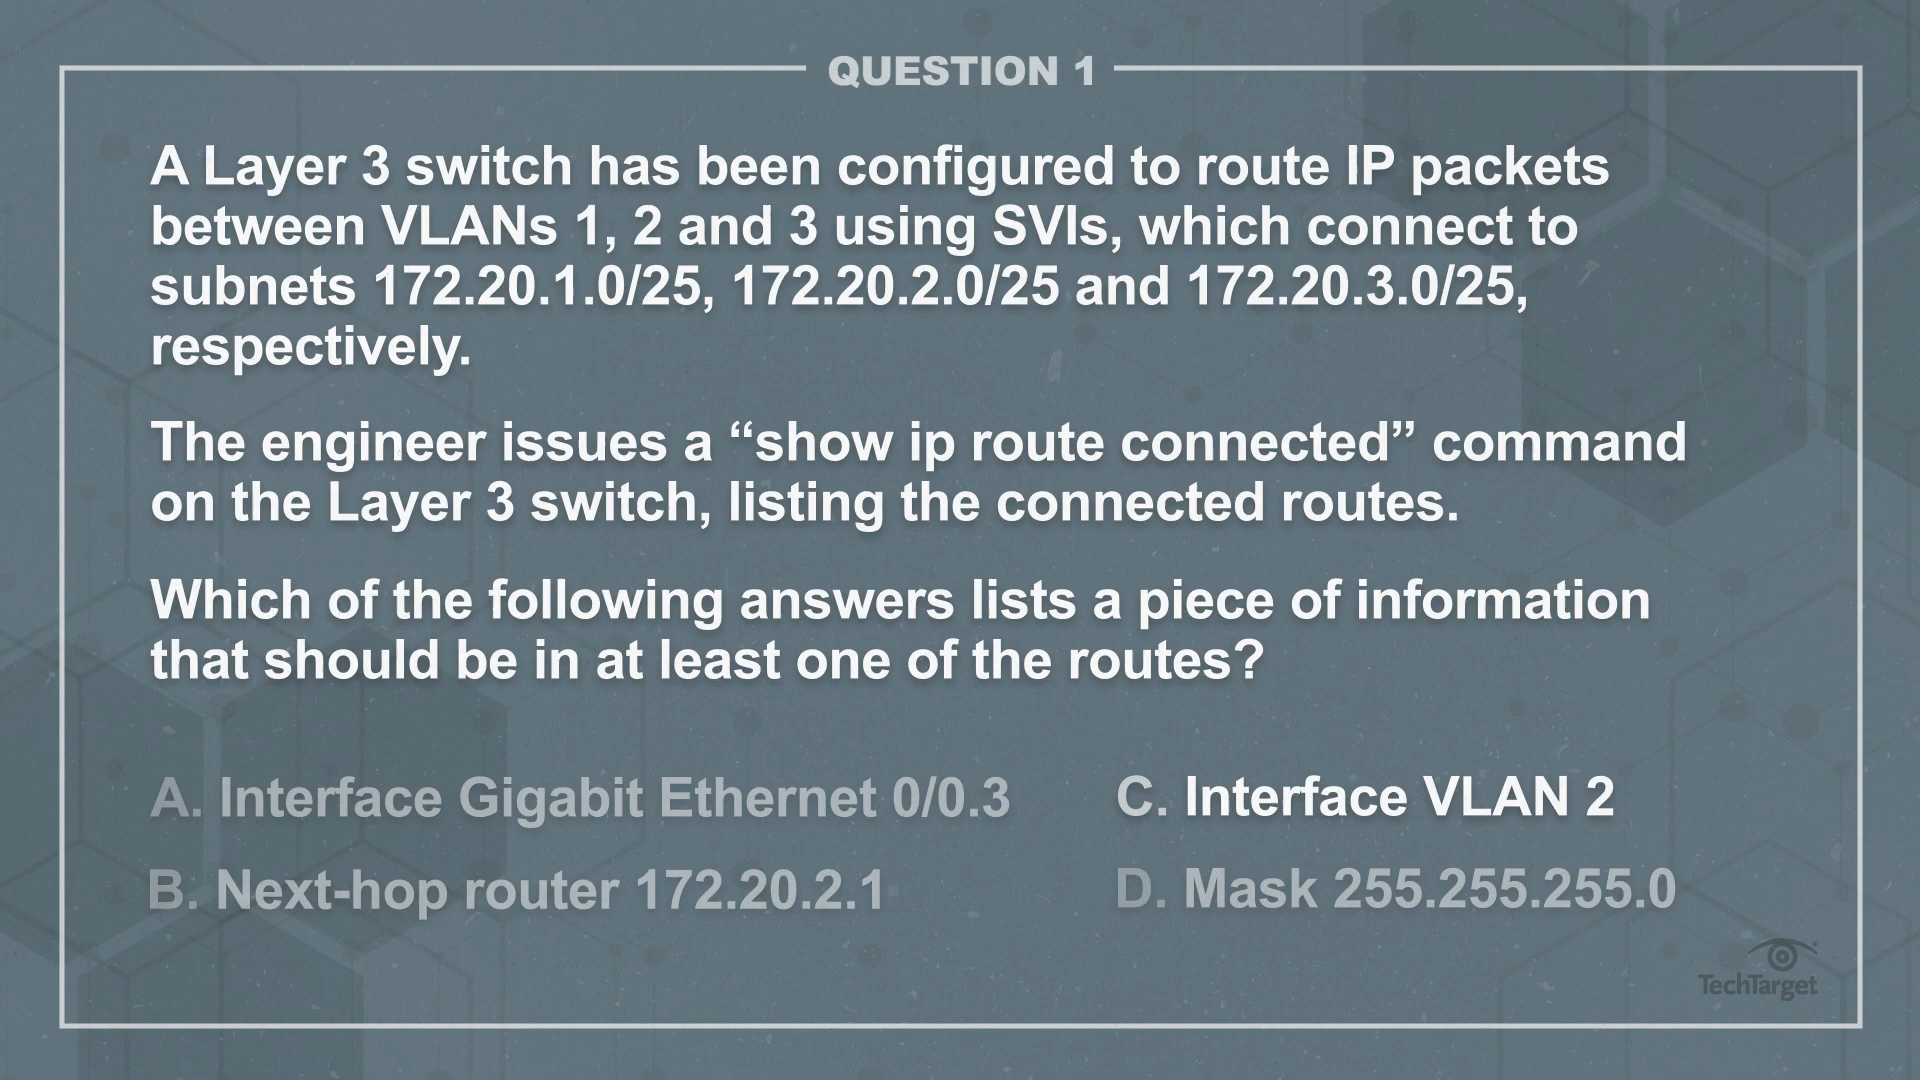 QUESTION 1
A Layer 3 switch has been configured to route IP packets
between VLANs 1, 2 and 3 using SVIs, which connect to
subnets 172.20.1.0/25, 172.20.2.0/25 and 172.20.3.0/25,
respectively.
The engineer issues a “show ip route connected” command
on the Layer 3 switch, listing the connected routes.
Which of the following answers lists a piece of information
that should be in at least one of the routes?
A. Interface Gigabit Ethernet 0/0.3
B. Next-hop router 172.20.2.1
C. Interface VLAN 2
D. Mask 255.255.255.0
TechTarget